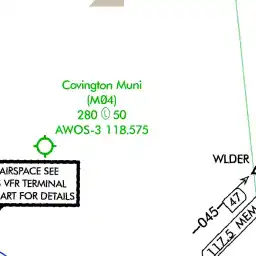 Covington Muni
(MØ4)
280 Ⓛ 50
AWOS-3 118.575
AIRSPACE SEE
VFR TERMINAL
ART FOR DETAILS
WLDER
045
47
117.5 MEM